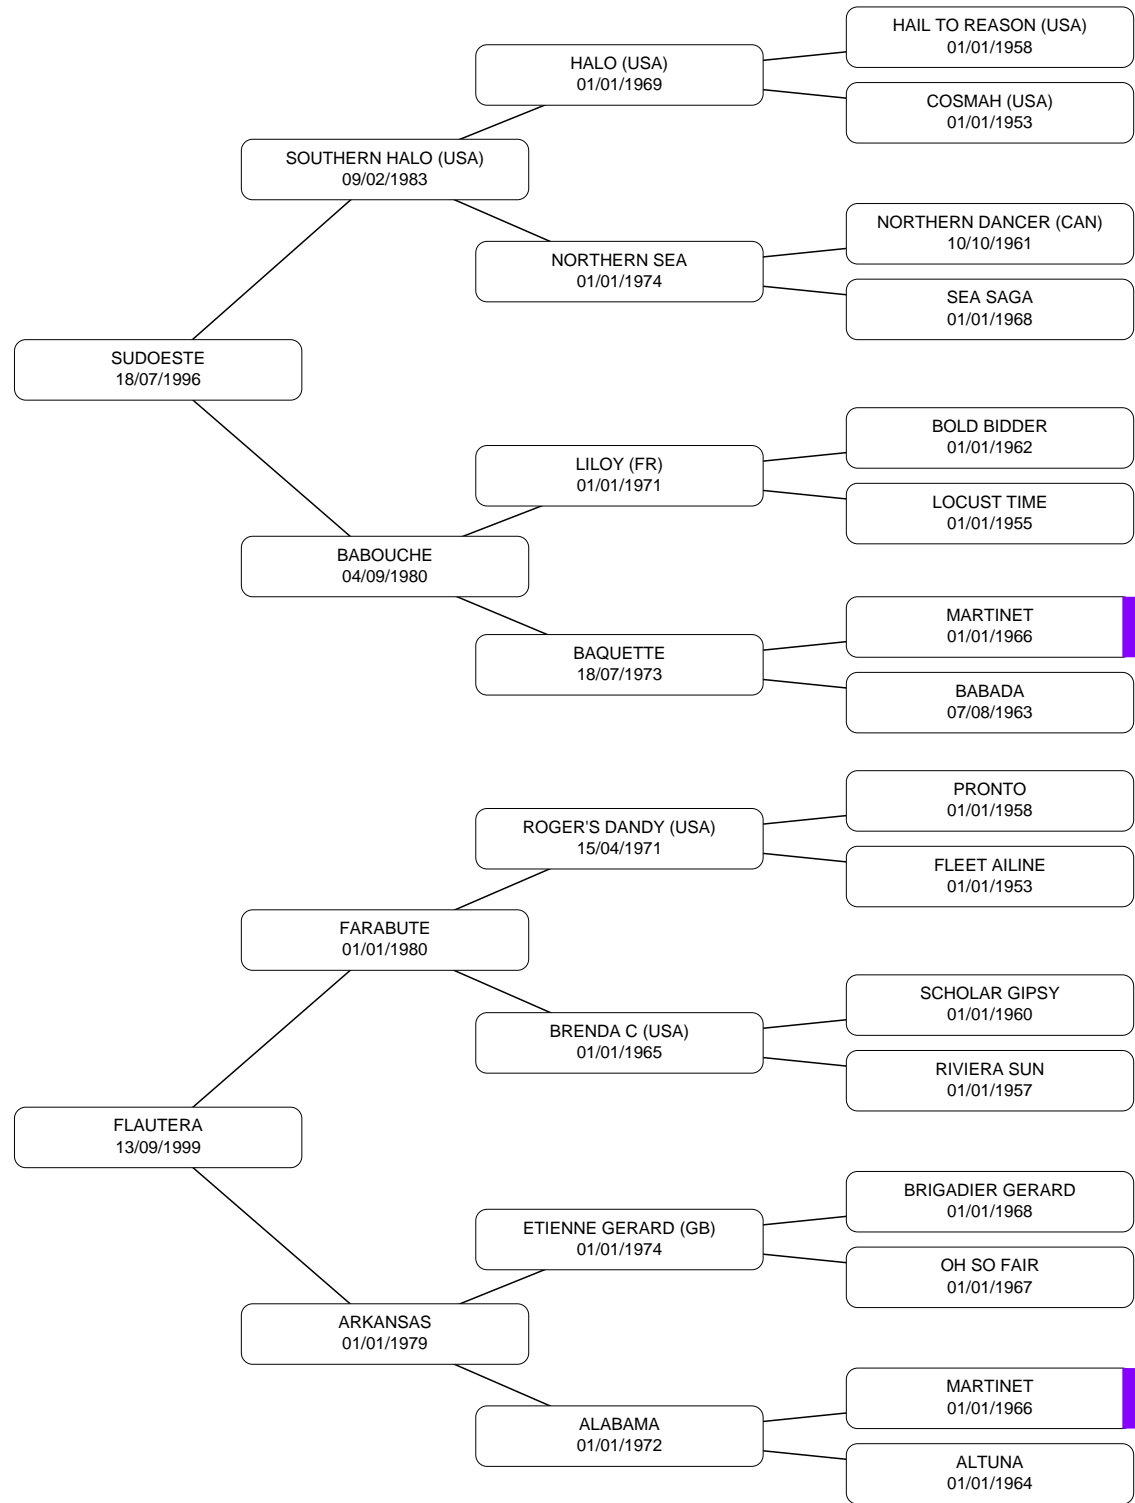 HAIL TO REASON (USA)
01/01/1958
HALO (USA)
01/01/1969
COSMAH (USA)
01/01/1953
SOUTHERN HALO (USA)
09/02/1983
NORTHERN DANCER (CAN)
10/10/1961
NORTHERN SEA
01/01/1974
SEA SAGA
01/01/1968
SUDOESTE
18/07/1996
BOLD BIDDER
01/01/1962
LILOY (FR)
01/01/1971
LOCUST TIME
01/01/1955
BABOUCHE
04/09/1980
MARTINET
01/01/1966
BAQUETTE
18/07/1973
BABADA
07/08/1963
PRONTO
01/01/1958
ROGER'S DANDY (USA)
15/04/1971
FLEET AILINE
01/01/1953
FARABUTE
01/01/1980
SCHOLAR GIPSY
01/01/1960
BRENDA C (USA)
01/01/1965
RIVIERA SUN
01/01/1957
FLAUTERA
13/09/1999
BRIGADIER GERARD
01/01/1968
ETIENNE GERARD (GB)
01/01/1974
OH SO FAIR
01/01/1967
ARKANSAS
01/01/1979
MARTINET
01/01/1966
ALABAMA
01/01/1972
ALTUNA
01/01/1964